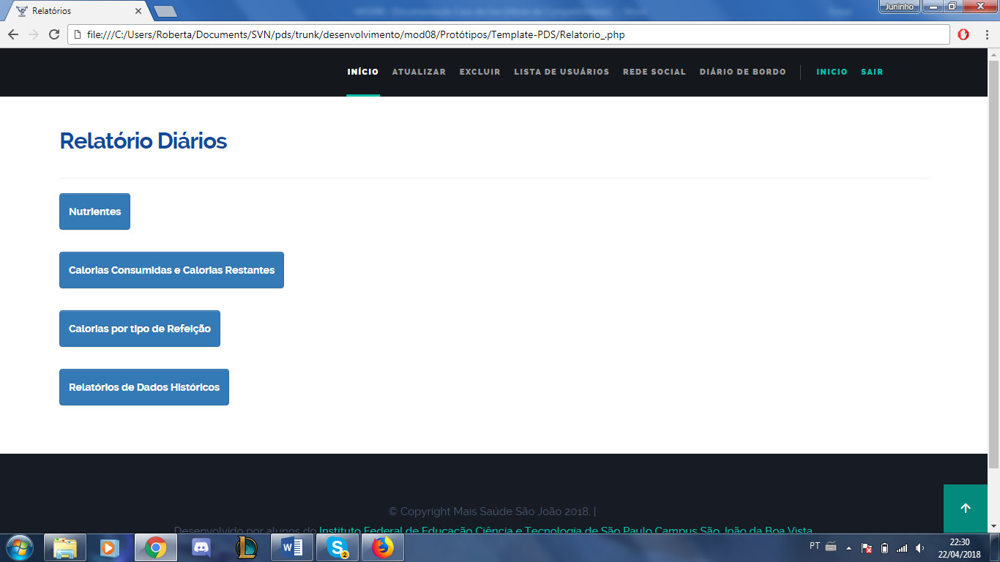 Relatórios
Juninho
file:///C:/Users/Roberta/Documents/SVN/pds/trunk/desenvolvimento/mod08/Protótipos/Template-PDS/Relatorio_.php
INÍCIO ATUALIZAR EXCLUIR LISTA DE USUÁRIOS REDE SOCIAL DIÁRIO DE BORDO INICIO SAIR
Relatório Diários
Nutrientes
Calorias Consumidas e Calorias Restantes
Calorias por tipo de Refeição
Relatórios de Dados Históricos
© Copyright Mais Saúde São João 2018. |
Desenvolvido por alunos do Instituto Federal de Educação Ciência e Tecnologia de São Paulo Campus São João da Boa Vista
2
PT
22:30
22/04/2018